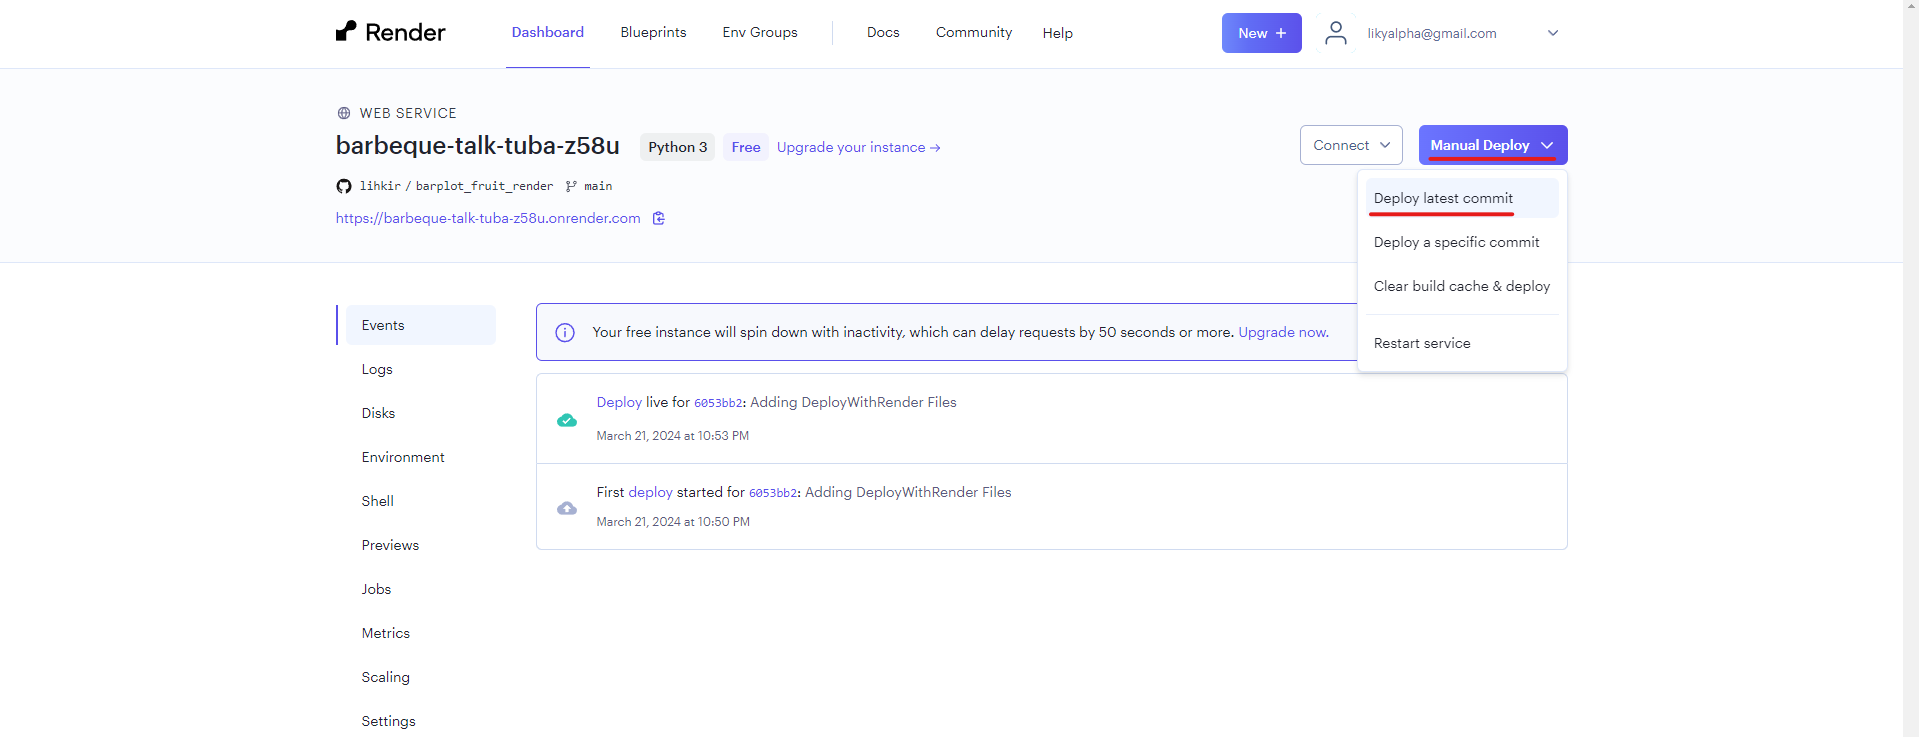 Render Dashboard Blueprints Env Groups Docs Community Help New + likyalpha@gmail.com
WEB SERVICE
barbeque-talk-tuba-z58u Python 3 Free Upgrade your instance → Connect Manual Deploy
lihkir / barplot_fruit_render main
https://barbeque-talk-tuba-z58u.onrender.com
Deploy latest commit
Deploy a specific commit
Clear build cache & deploy
Restart service
Events
Logs
Disks
Environment
Shell
Previews
Jobs
Metrics
Scaling
Settings
Your free instance will spin down with inactivity, which can delay requests by 50 seconds or more. Upgrade now.
Deploy live for 6053bb2: Adding DeployWithRender Files
March 21, 2024 at 10:53 PM
First deploy started for 6053bb2: Adding DeployWithRender Files
March 21, 2024 at 10:50 PM